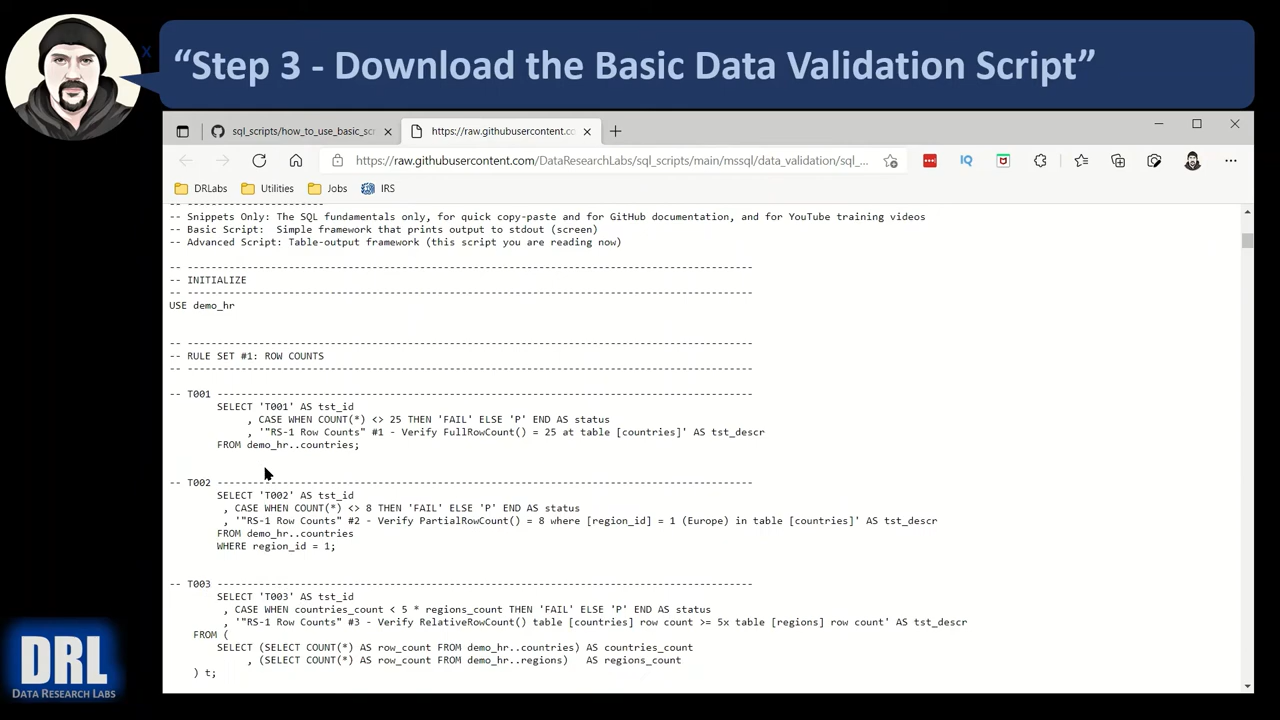 “Step 3 - Download the Basic Data Validation Script”
X
sql_scripts/how_to_use_basic_scr
https://raw.githubusercontent.co
https://raw.githubusercontent.com/DataResearchLabs/sql_scripts/main/mssql/data_validation/sql_...
IQ
DRLabs
Utilities
Jobs
IRS
-- -----------------------
-- Snippets Only: The SQL fundamentals only, for quick copy-paste and for GitHub documentation, and for YouTube training videos
-- Basic Script:  Simple framework that prints output to stdout (screen)
-- Advanced Script: Table-output framework (this script you are reading now)
-- -----------------------------------------------------------------------------------------------
-- INITIALIZE
-- -----------------------------------------------------------------------------------------------
USE demo_hr
-- -----------------------------------------------------------------------------------------------
-- RULE SET #1: ROW COUNTS
-- -----------------------------------------------------------------------------------------------
-- T001 ------------------------------------------------------------------------------------------
SELECT 'T001' AS tst_id
, CASE WHEN COUNT(*) <> 25 THEN 'FAIL' ELSE 'P' END AS status
, '"RS-1 Row Counts" #1 - Verify FullRowCount() = 25 at table [countries]' AS tst_descr
FROM demo_hr..countries;
-- T002 ------------------------------------------------------------------------------------------
SELECT 'T002' AS tst_id
, CASE WHEN COUNT(*) <> 8 THEN 'FAIL' ELSE 'P' END AS status
, '"RS-1 Row Counts" #2 - Verify PartialRowCount() = 8 where [region_id] = 1 (Europe) in table [countries]' AS tst_descr
FROM demo_hr..countries
WHERE region_id = 1;
-- T003 ------------------------------------------------------------------------------------------
SELECT 'T003' AS tst_id
, CASE WHEN countries_count < 5 * regions_count THEN 'FAIL' ELSE 'P' END AS status
, '"RS-1 Row Counts" #3 - Verify RelativeRowCount() table [countries] row count >= 5x table [regions] row count' AS tst_descr
FROM (
SELECT (SELECT COUNT(*) AS row_count FROM demo_hr..countries) AS countries_count
, (SELECT COUNT(*) AS row_count FROM demo_hr..regions)   AS regions_count
) t;
DRL
DATA RESEARCH LABS